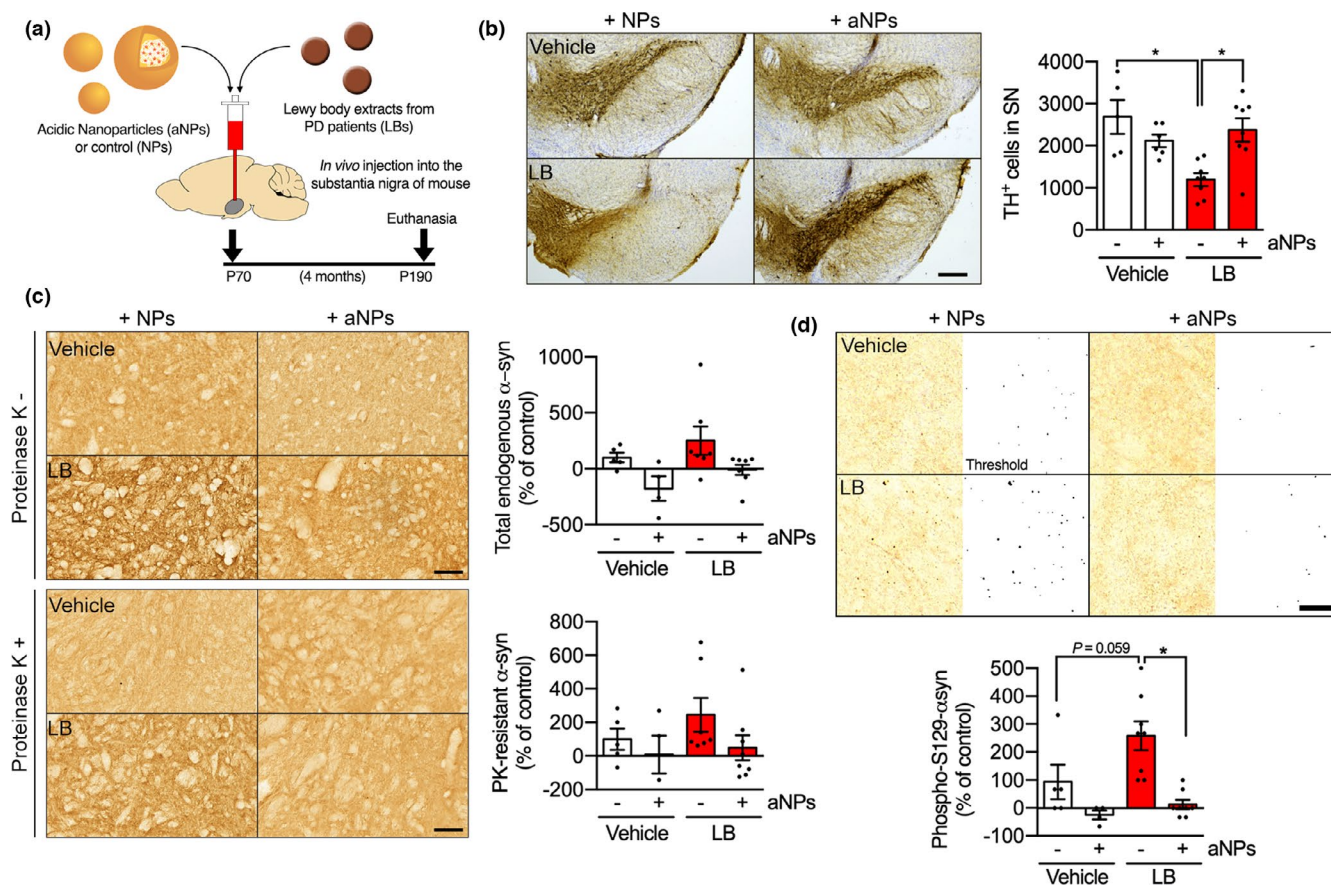 (a)
Acidic Nanoparticles (aNPs)
or control (NPs)
Lewy body extracts from
PD patients (LBs)
In vivo injection into the
substantia nigra of mouse
Euthanasia
P70
(4 months)
P190
(b)
+ NPs
+ aNPs
Vehicle
LB
TH+ cells in SN
4000
3000
2000
1000
0
*
*
- + - + aNPs
Vehicle
LB
(c)
+ NPs
+ aNPs
Proteinase K -
Vehicle
LB
Proteinase K +
Vehicle
LB
Total endogenous α–syn
(% of control)
1000
500
0
-500
- + - + aNPs
Vehicle
LB
PK-resistant α-syn
(% of control)
800
600
400
200
0
-200
- + - + aNPs
Vehicle
LB
(d)
+ NPs
+ aNPs
Vehicle
Threshold
LB
Phospho-S129-αsyn
(% of control)
500
400
300
200
100
0
-100
P = 0.059
*
- + - + aNPs
Vehicle
LB